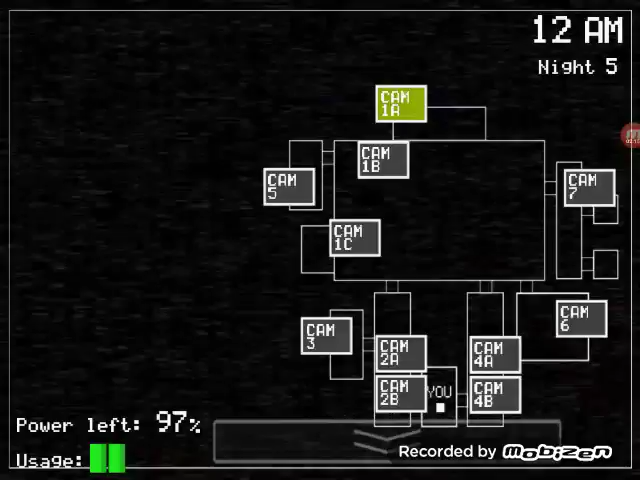 12 AM
Night 5
CAM
1A
CAM
1B
CAM
5
CAM
7
CAM
1C
CAM
3
CAM
6
CAM
2A
CAM
4A
CAM
2B
YOU
CAM
4B
Power left: 97%
Usage:
Recorded by Mobizen